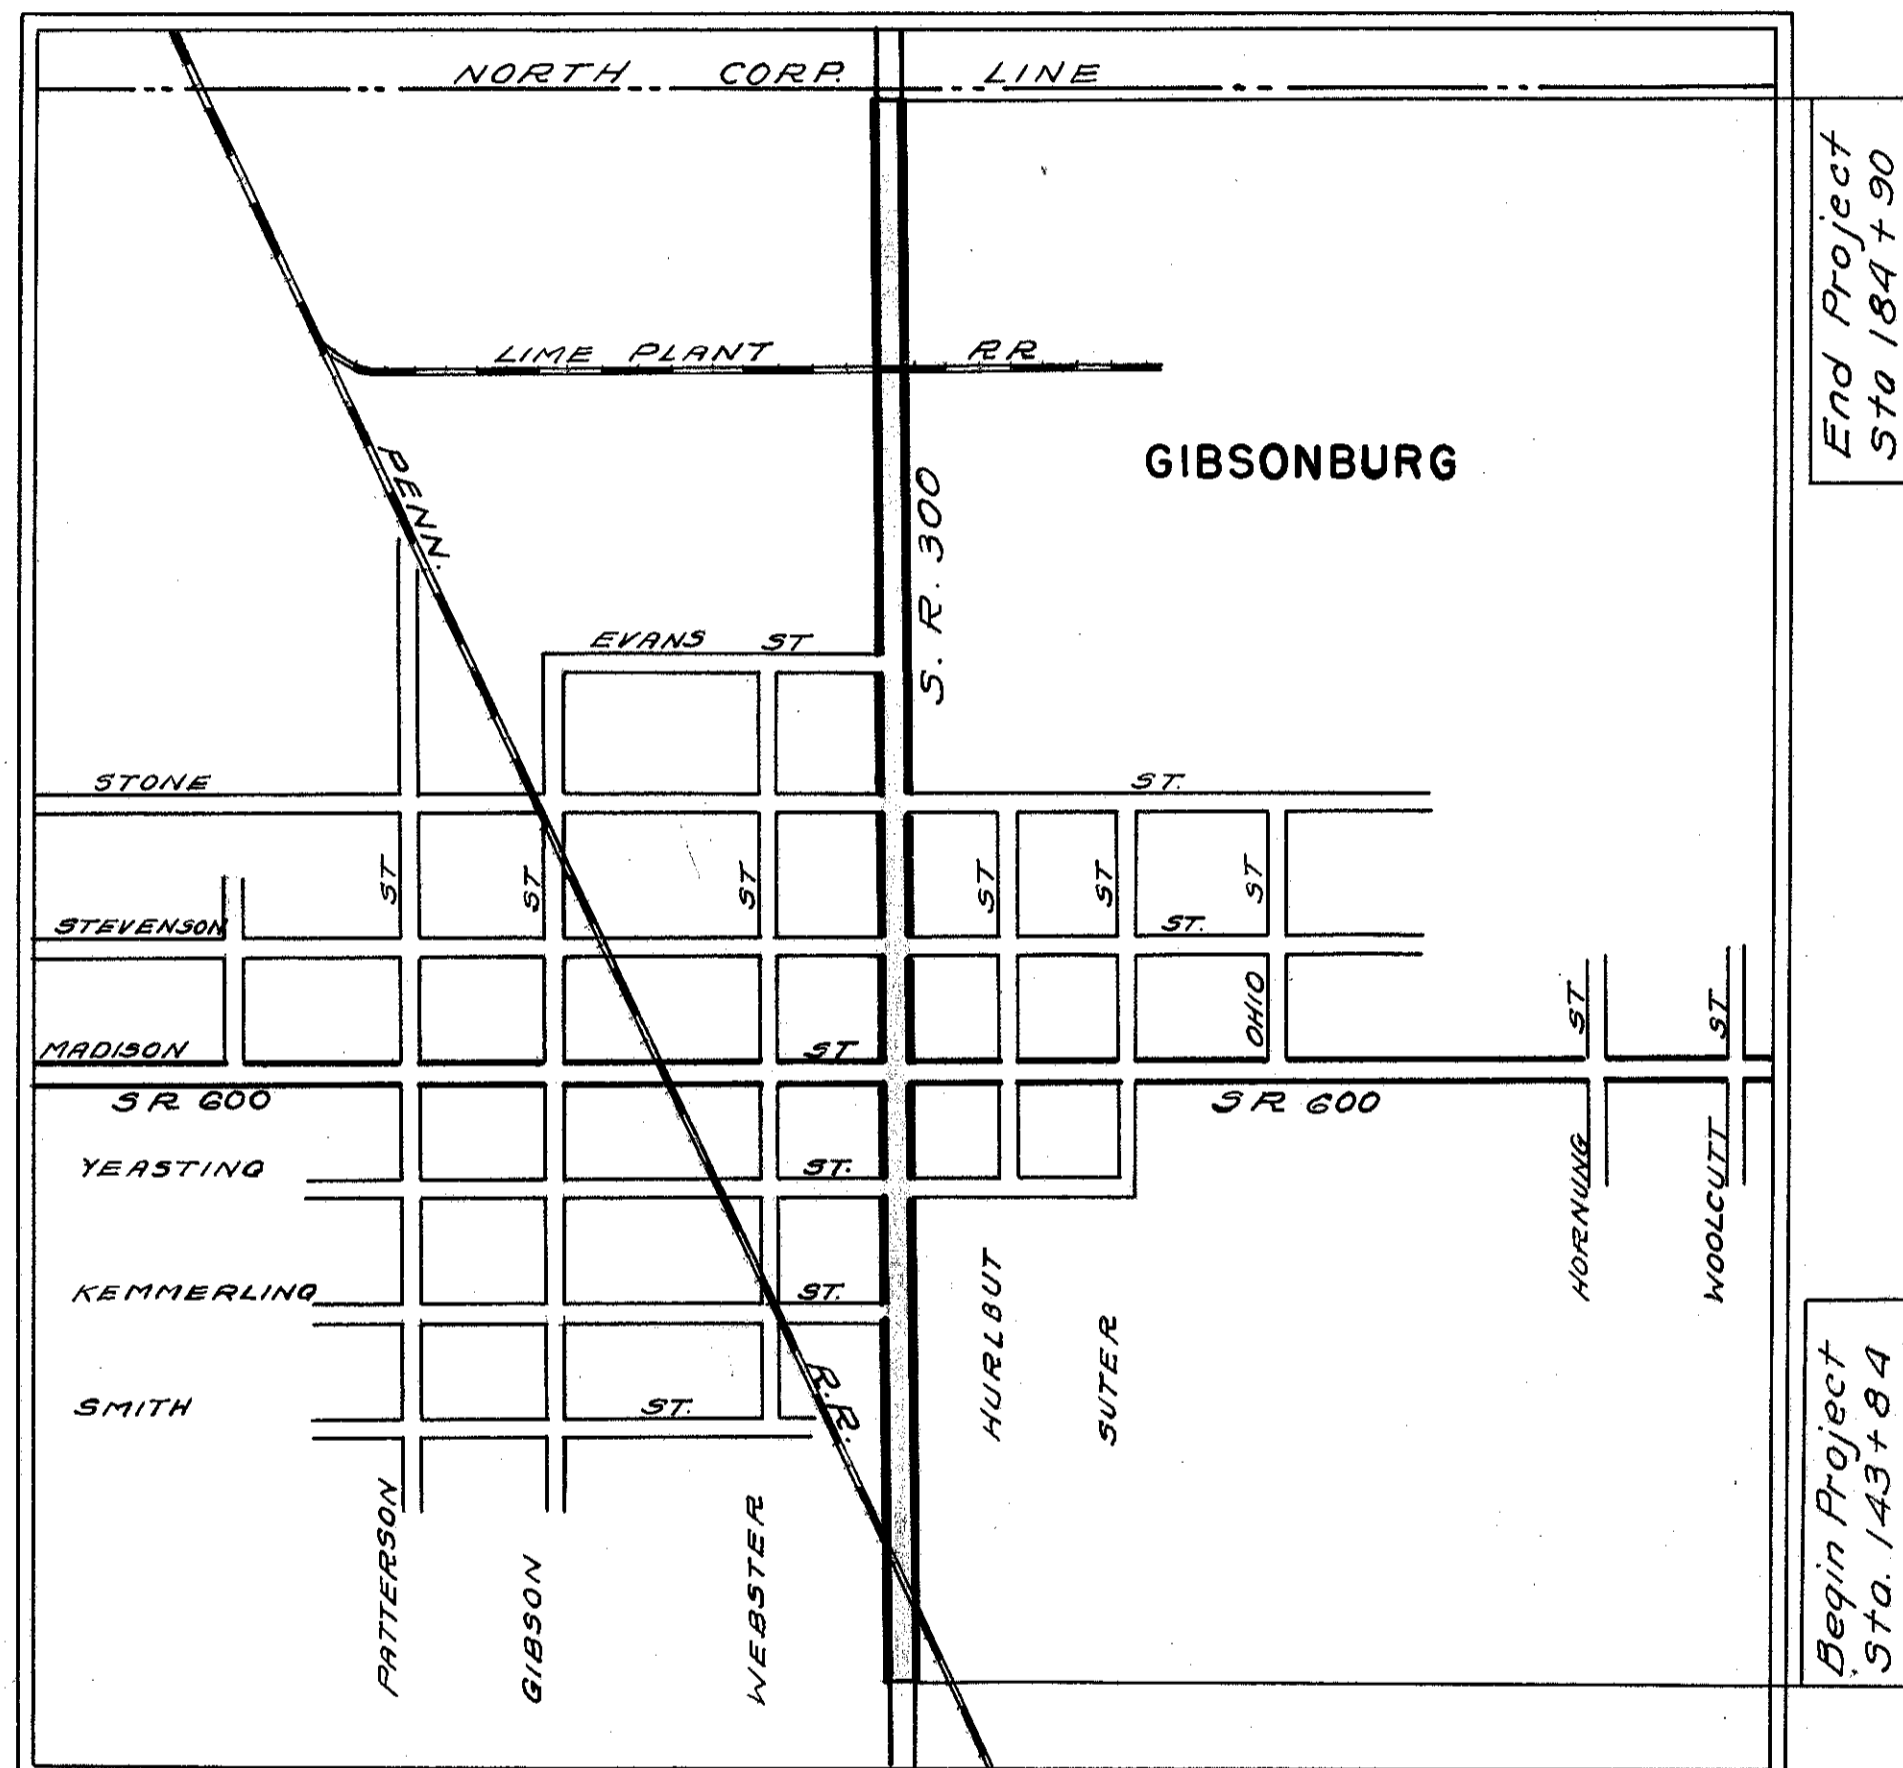 NORTH CORP. LINE
End Project
Sta 184+90
LIME PLANT RR
GIBSONBURG
PENN.
S. R. 300
EVANS ST
STONE ST.
ST
ST
ST
ST
ST
ST
STEVENSON ST.
OHIO
ST
ST
MADISON ST
SR 600
SR 600
YEASTING ST.
HORNUNG
WOOLCUTT
KEMMERLING ST.
HURLBUT
SUTER
R.R.
SMITH ST.
PATTERSON
GIBSON
WEBSTER
Begin Project
Sta. 143+84